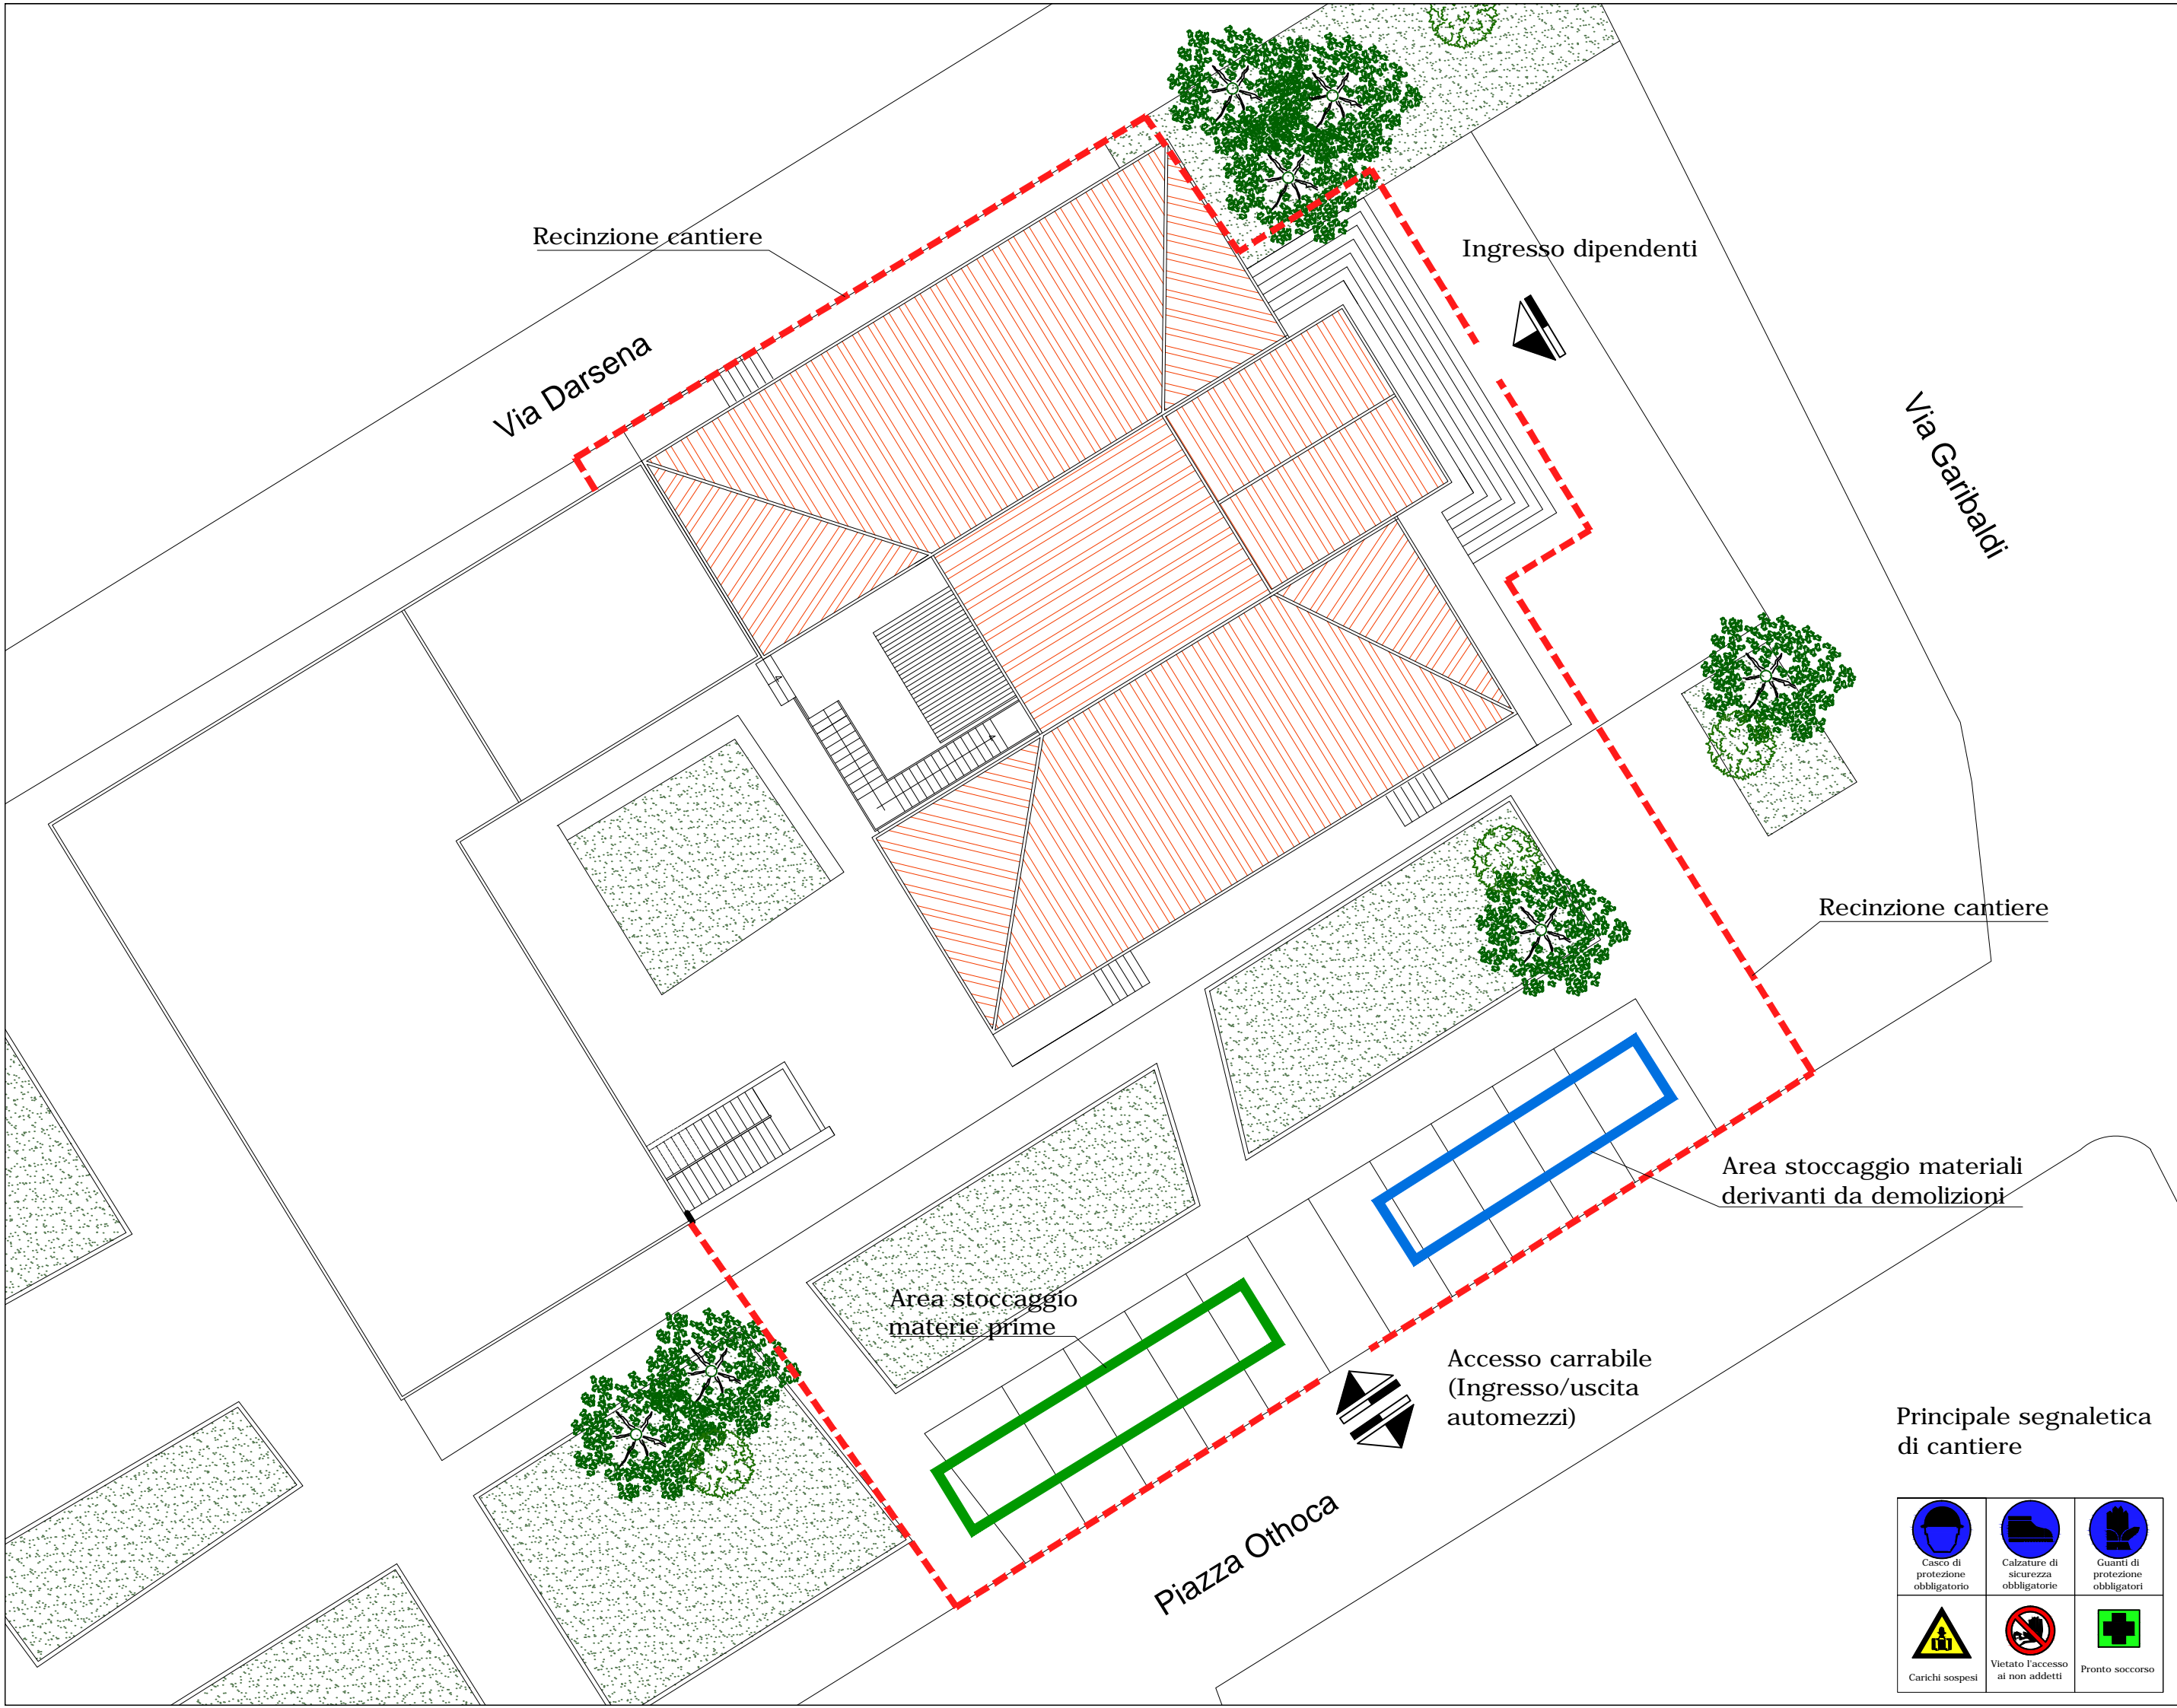 Recinzione cantiere
Ingresso dipendenti
Via Darsena
Via Garibaldi
Recinzione cantiere
Area stoccaggio materiali
derivanti da demolizioni
Area stoccaggio
materie prime
Accesso carrabile
(Ingresso/uscita
automezzi)
Piazza Othoca
Principale segnaletica
di cantiere
Casco di
protezione
obbligatorio
Calzature di
sicurezza
obbligatorie
Guanti di
protezione
obbligatori
Carichi sospesi
Vietato l'accesso
ai non addetti
Pronto soccorso